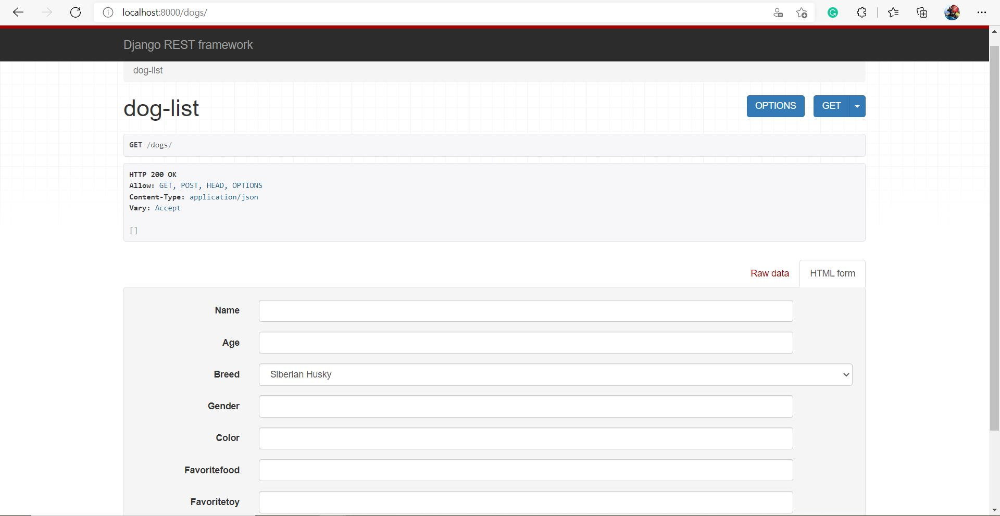 localhost:8000/dogs/
Django REST framework
dog-list
dog-list
OPTIONS
GET
GET /dogs/
HTTP 200 OK
Allow: GET, POST, HEAD, OPTIONS
Content-Type: application/json
Vary: Accept
[]
Raw data
HTML form
Name
Age
Breed
Siberian Husky
Gender
Color
Favoritefood
Favoritetoy